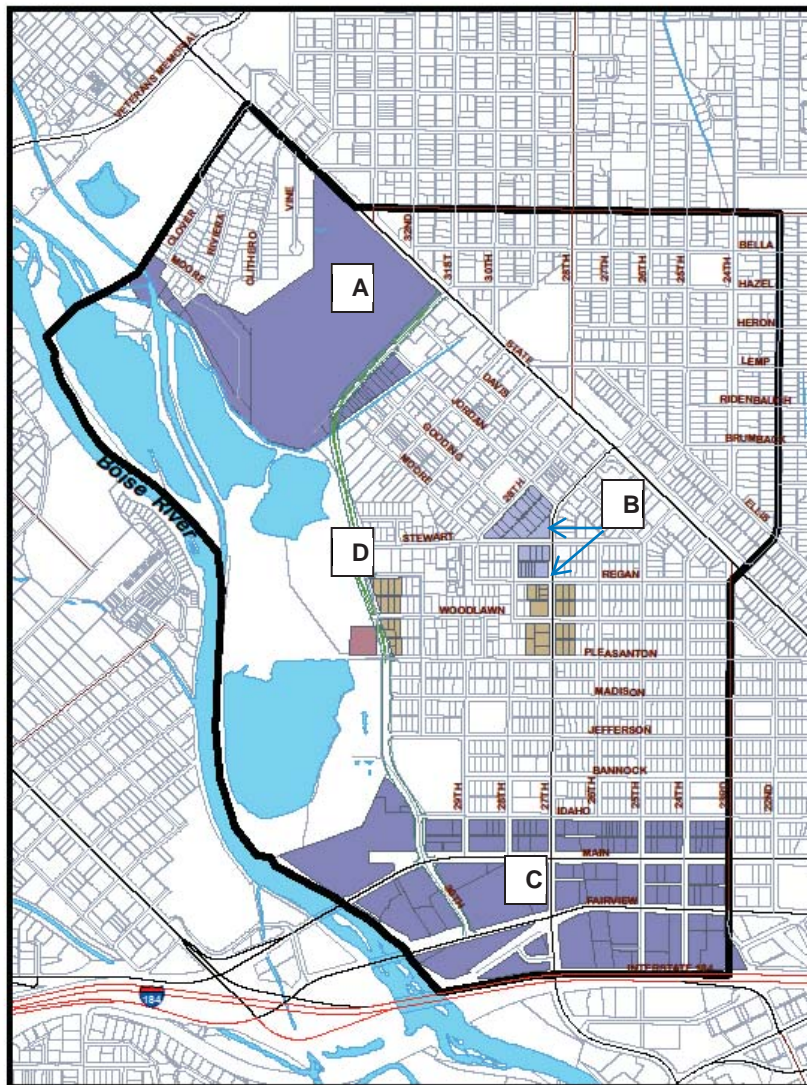 VETERANS MEMORIAL
CLOVER
RIVIERA
VINE
MOORE
CLITHERO
32ND
31ST
30TH
28TH
27TH
26TH
25TH
24TH
BELLA
HAZEL
HERON
LEMP
RIDENBAUGH
BRUMBACK
ELLIS
A
STATE
DAVIS
JORDAN
GOODING
MOORE
28TH
B
Boise River
STEWART
D
REGAN
WOODLAWN
PLEASANTON
MADISON
JEFFERSON
BANNOCK
29TH
28TH
27TH
26TH
25TH
24TH
23RD
22ND
IDAHO
MAIN
C
30TH
FAIRVIEW
INTERSTATE 184
184